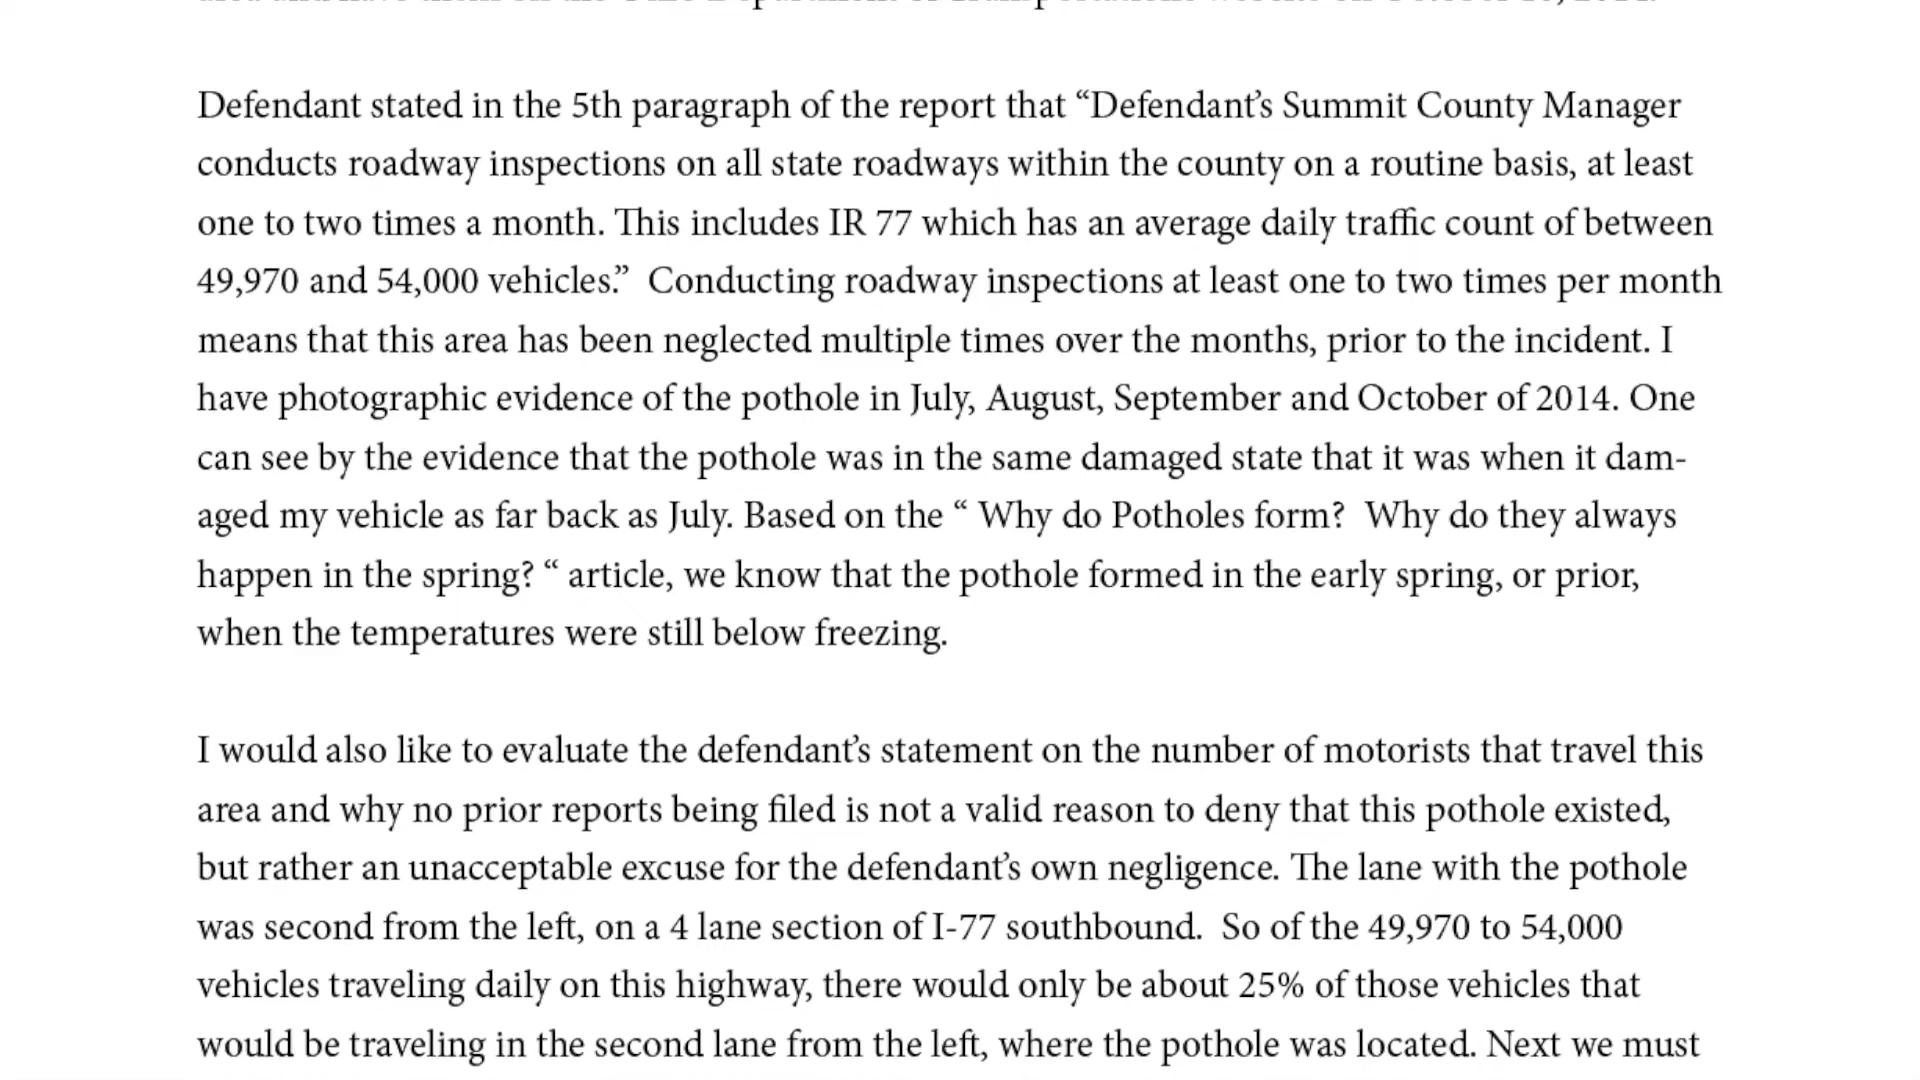 Defendant stated in the 5th paragraph of the report that “Defendant’s Summit County Manager
conducts roadway inspections on all state roadways within the county on a routine basis, at least
one to two times a month. This includes IR 77 which has an average daily traffic count of between
49,970 and 54,000 vehicles.”  Conducting roadway inspections at least one to two times per month
means that this area has been neglected multiple times over the months, prior to the incident. I
have photographic evidence of the pothole in July, August, September and October of 2014. One
can see by the evidence that the pothole was in the same damaged state that it was when it dam-
aged my vehicle as far back as July. Based on the “ Why do Potholes form?  Why do they always
happen in the spring? “ article, we know that the pothole formed in the early spring, or prior,
when the temperatures were still below freezing.
I would also like to evaluate the defendant’s statement on the number of motorists that travel this
area and why no prior reports being filed is not a valid reason to deny that this pothole existed,
but rather an unacceptable excuse for the defendant’s own negligence. The lane with the pothole
was second from the left, on a 4 lane section of I-77 southbound.  So of the 49,970 to 54,000
vehicles traveling daily on this highway, there would only be about 25% of those vehicles that
would be traveling in the second lane from the left, where the pothole was located. Next we must